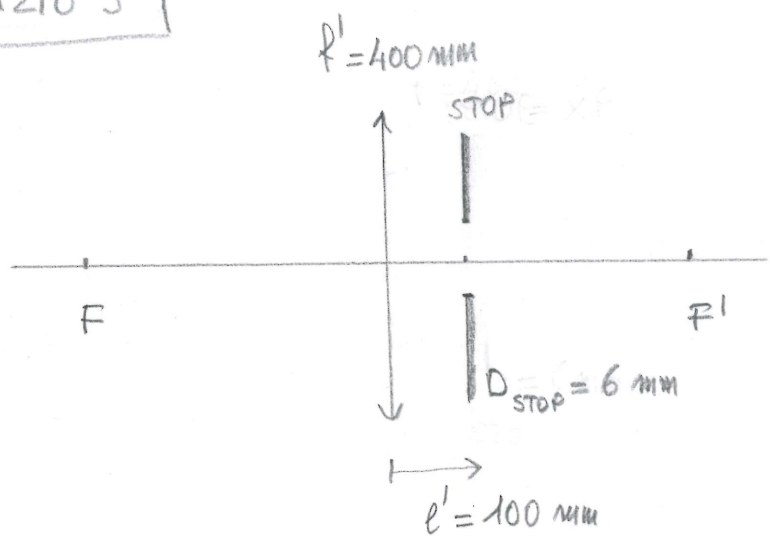 f' = 400 mm
STOP
F
F'
D_STOP = 6 mm
e' = 100 mm